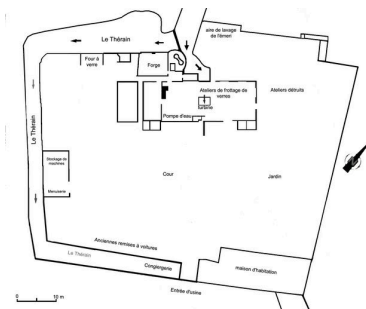 aire de lavage
de l'émeri
Le Thérain
Four à
verre
Forge
Ateliers de frottage de
verres
Ateliers détruits
turbine
Pompe d'eau
Le Thérain
Stockage de
machines
Menuiserie
Cour
Jardin
Anciennes remises à voitures
Le Thérain
Conciergerie
maison d'habitation
Entrée d'usine
0 10 m